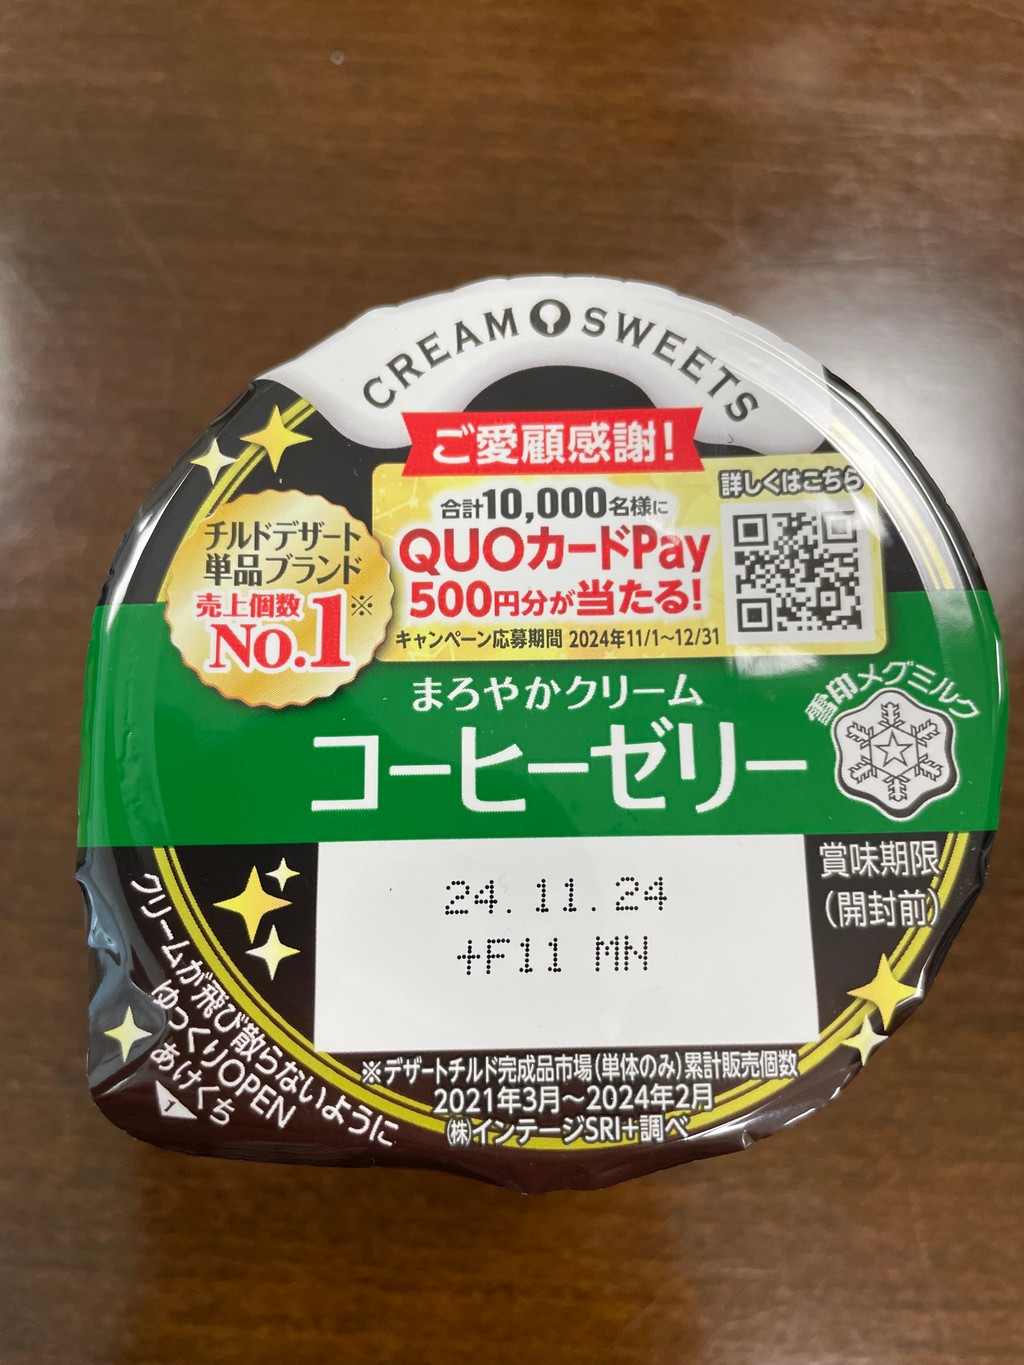 CREAM SWEETS
ご愛顧感謝!
詳しくはこちら
合計10,000名様に
QUOカードPay
500円分が当たる!
キャンペーン応募期間 2024年11/1～12/31
チルドデザート
単品ブランド
売上個数
No.1※
まろやかクリーム
コーヒーゼリー
雪印メグミルク
賞味期限
(開封前)
24.11.24
+F11 MN
クリームが飛び散らないように
ゆっくりOPEN
あけくち
1
※デザートチルド完成品市場(単体のみ)累計販売個数
2021年3月～2024年2月
(株)インテージSRI+調べ